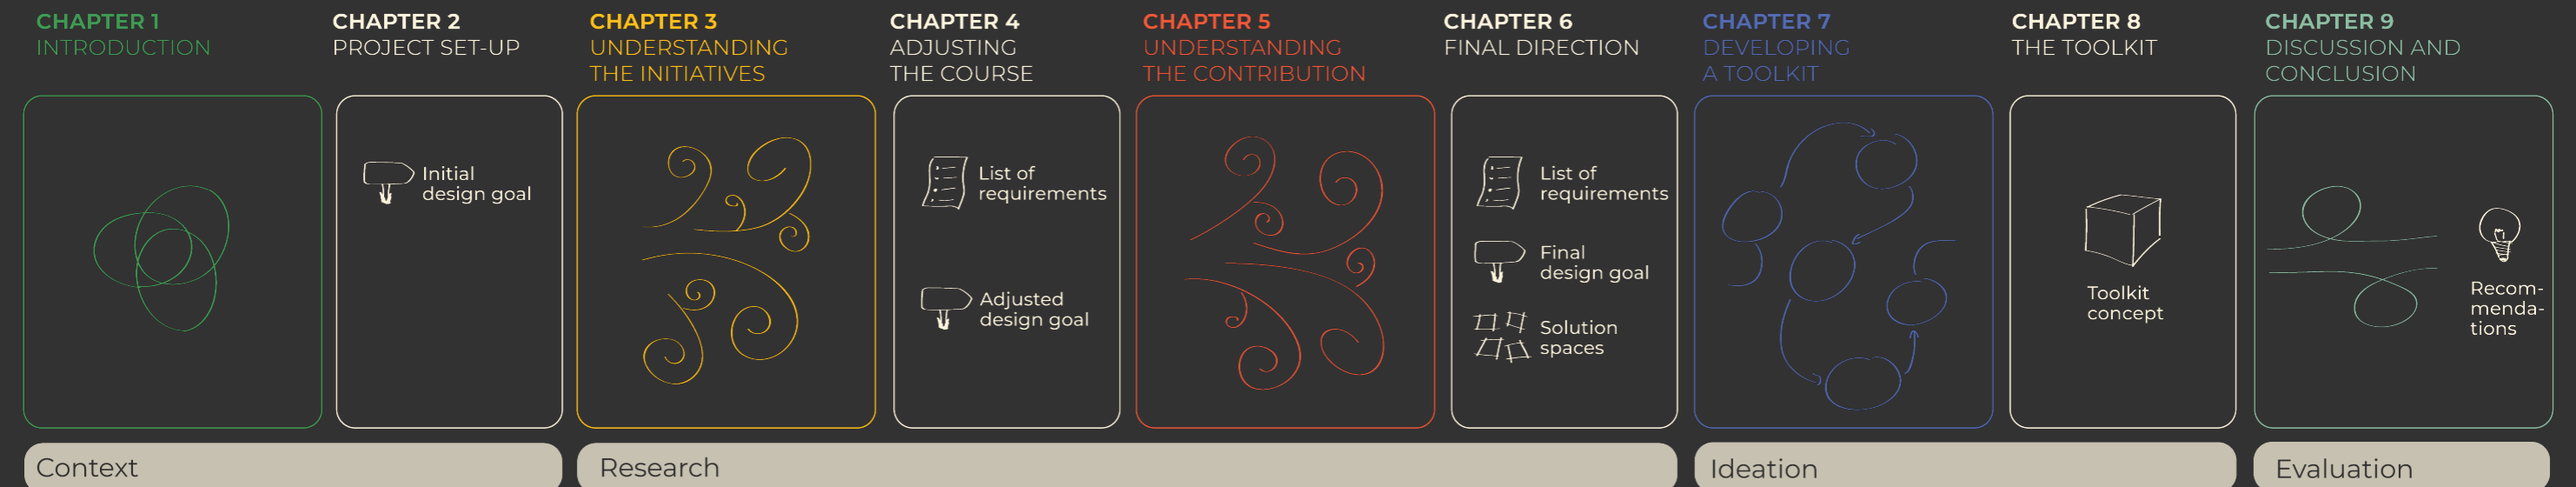 CHAPTER 1
INTRODUCTION
CHAPTER 2
PROJECT SET-UP
CHAPTER 3
UNDERSTANDING
THE INITIATIVES
CHAPTER 4
ADJUSTING
THE COURSE
CHAPTER 5
UNDERSTANDING
THE CONTRIBUTION
CHAPTER 6
FINAL DIRECTION
CHAPTER 7
DEVELOPING
A TOOLKIT
CHAPTER 8
THE TOOLKIT
CHAPTER 9
DISCUSSION AND
CONCLUSION
Initial
design goal
List of
requirements
Adjusted
design goal
List of
requirements
Final
design goal
Solution
spaces
Toolkit
concept
Recom-
menda-
tions
Context
Research
Ideation
Evaluation